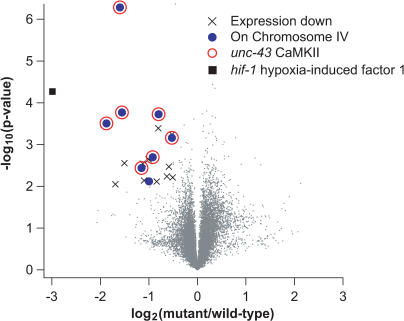 Expression down
On Chromosome IV
unc-43 CaMKII
hif-1 hypoxia-induced factor 1
-log10(p-value)
6
5
4
3
2
1
0
-3 -2 -1 0 1 2 3
log2(mutant/wild-type)